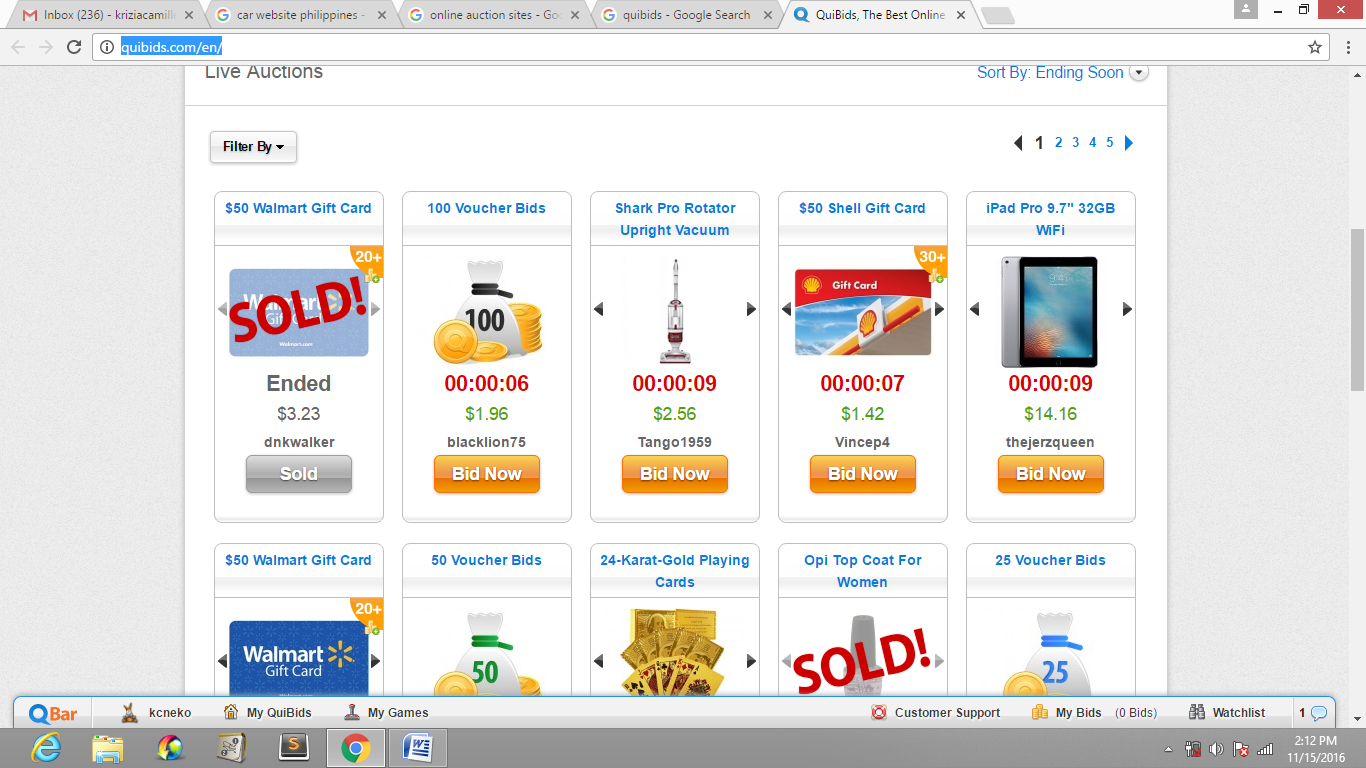 Inbox (236) - kriziacamille
car website philippines -
online auction sites - Goo
quibids - Google Search
QuiBids, The Best Online
quibids.com/en/
Live Auctions
Sort By: Ending Soon
Filter By
1 2 3 4 5
$50 Walmart Gift Card
20+
Walmart
Gift Card
Walmart.com
SOLD!
Ended
$3.23
dnkwalker
Sold
100 Voucher Bids
100
00:00:06
$1.96
blacklion75
Bid Now
Shark Pro Rotator
Upright Vacuum
00:00:09
$2.56
Tango1959
Bid Now
$50 Shell Gift Card
30+
Gift Card
00:00:07
$1.42
Vincep4
Bid Now
iPad Pro 9.7" 32GB
WiFi
00:00:09
$14.16
thejerzqueen
Bid Now
$50 Walmart Gift Card
20+
Walmart
Gift Card
50 Voucher Bids
50
24-Karat-Gold Playing
Cards
Opi Top Coat For
Women
SOLD!
25 Voucher Bids
25
QBar
kcneko
My QuiBids
My Games
Customer Support
My Bids (0 Bids)
Watchlist
1
2:12 PM
11/15/2016